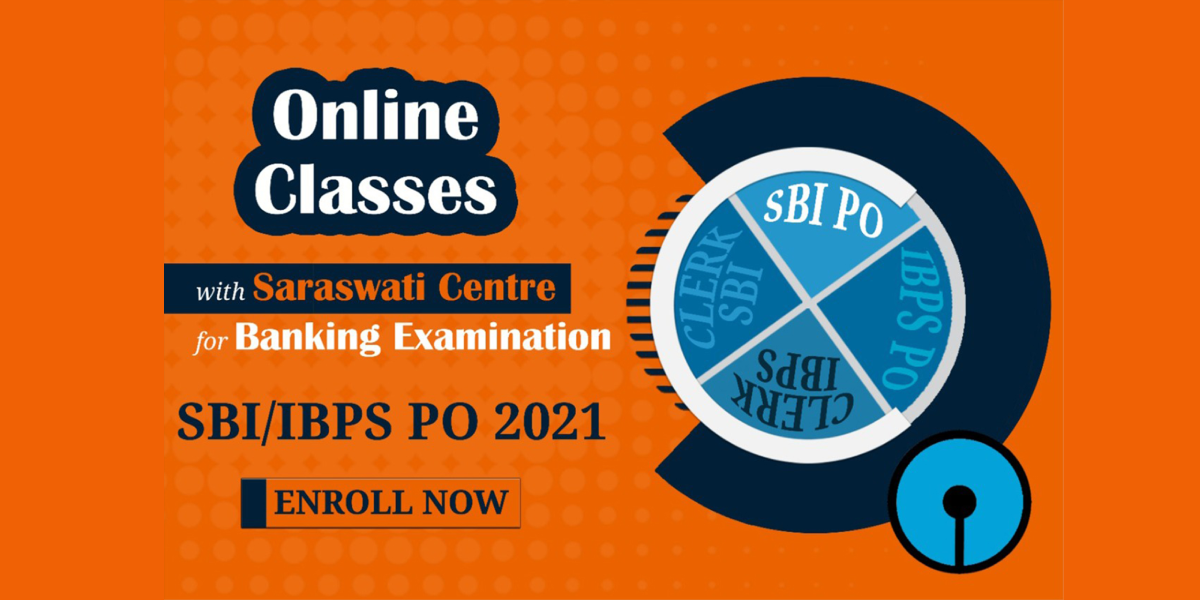 Online
Classes
with Saraswati Centre
for Banking Examination
SBI/IBPS PO 2021
ENROLL NOW
SBI PO
IBPS PO
CLERK
IBPS
CLERK
SBI